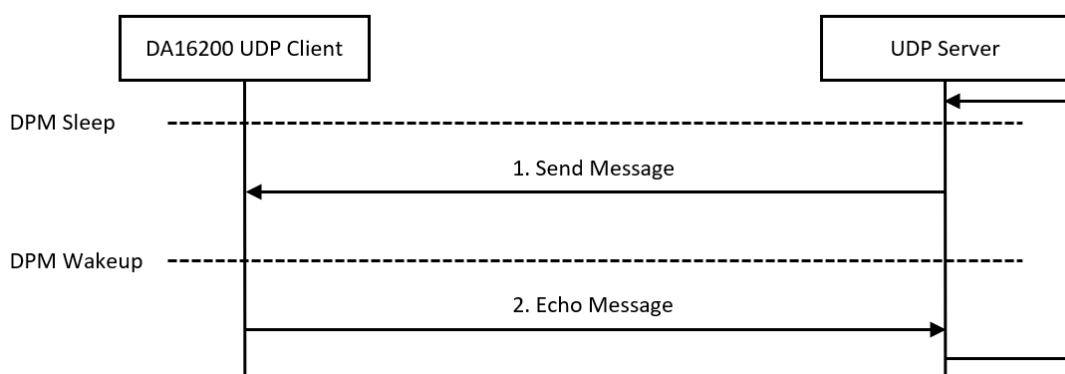 DA16200 UDP Client
UDP Server
DPM Sleep
1. Send Message
DPM Wakeup
2. Echo Message